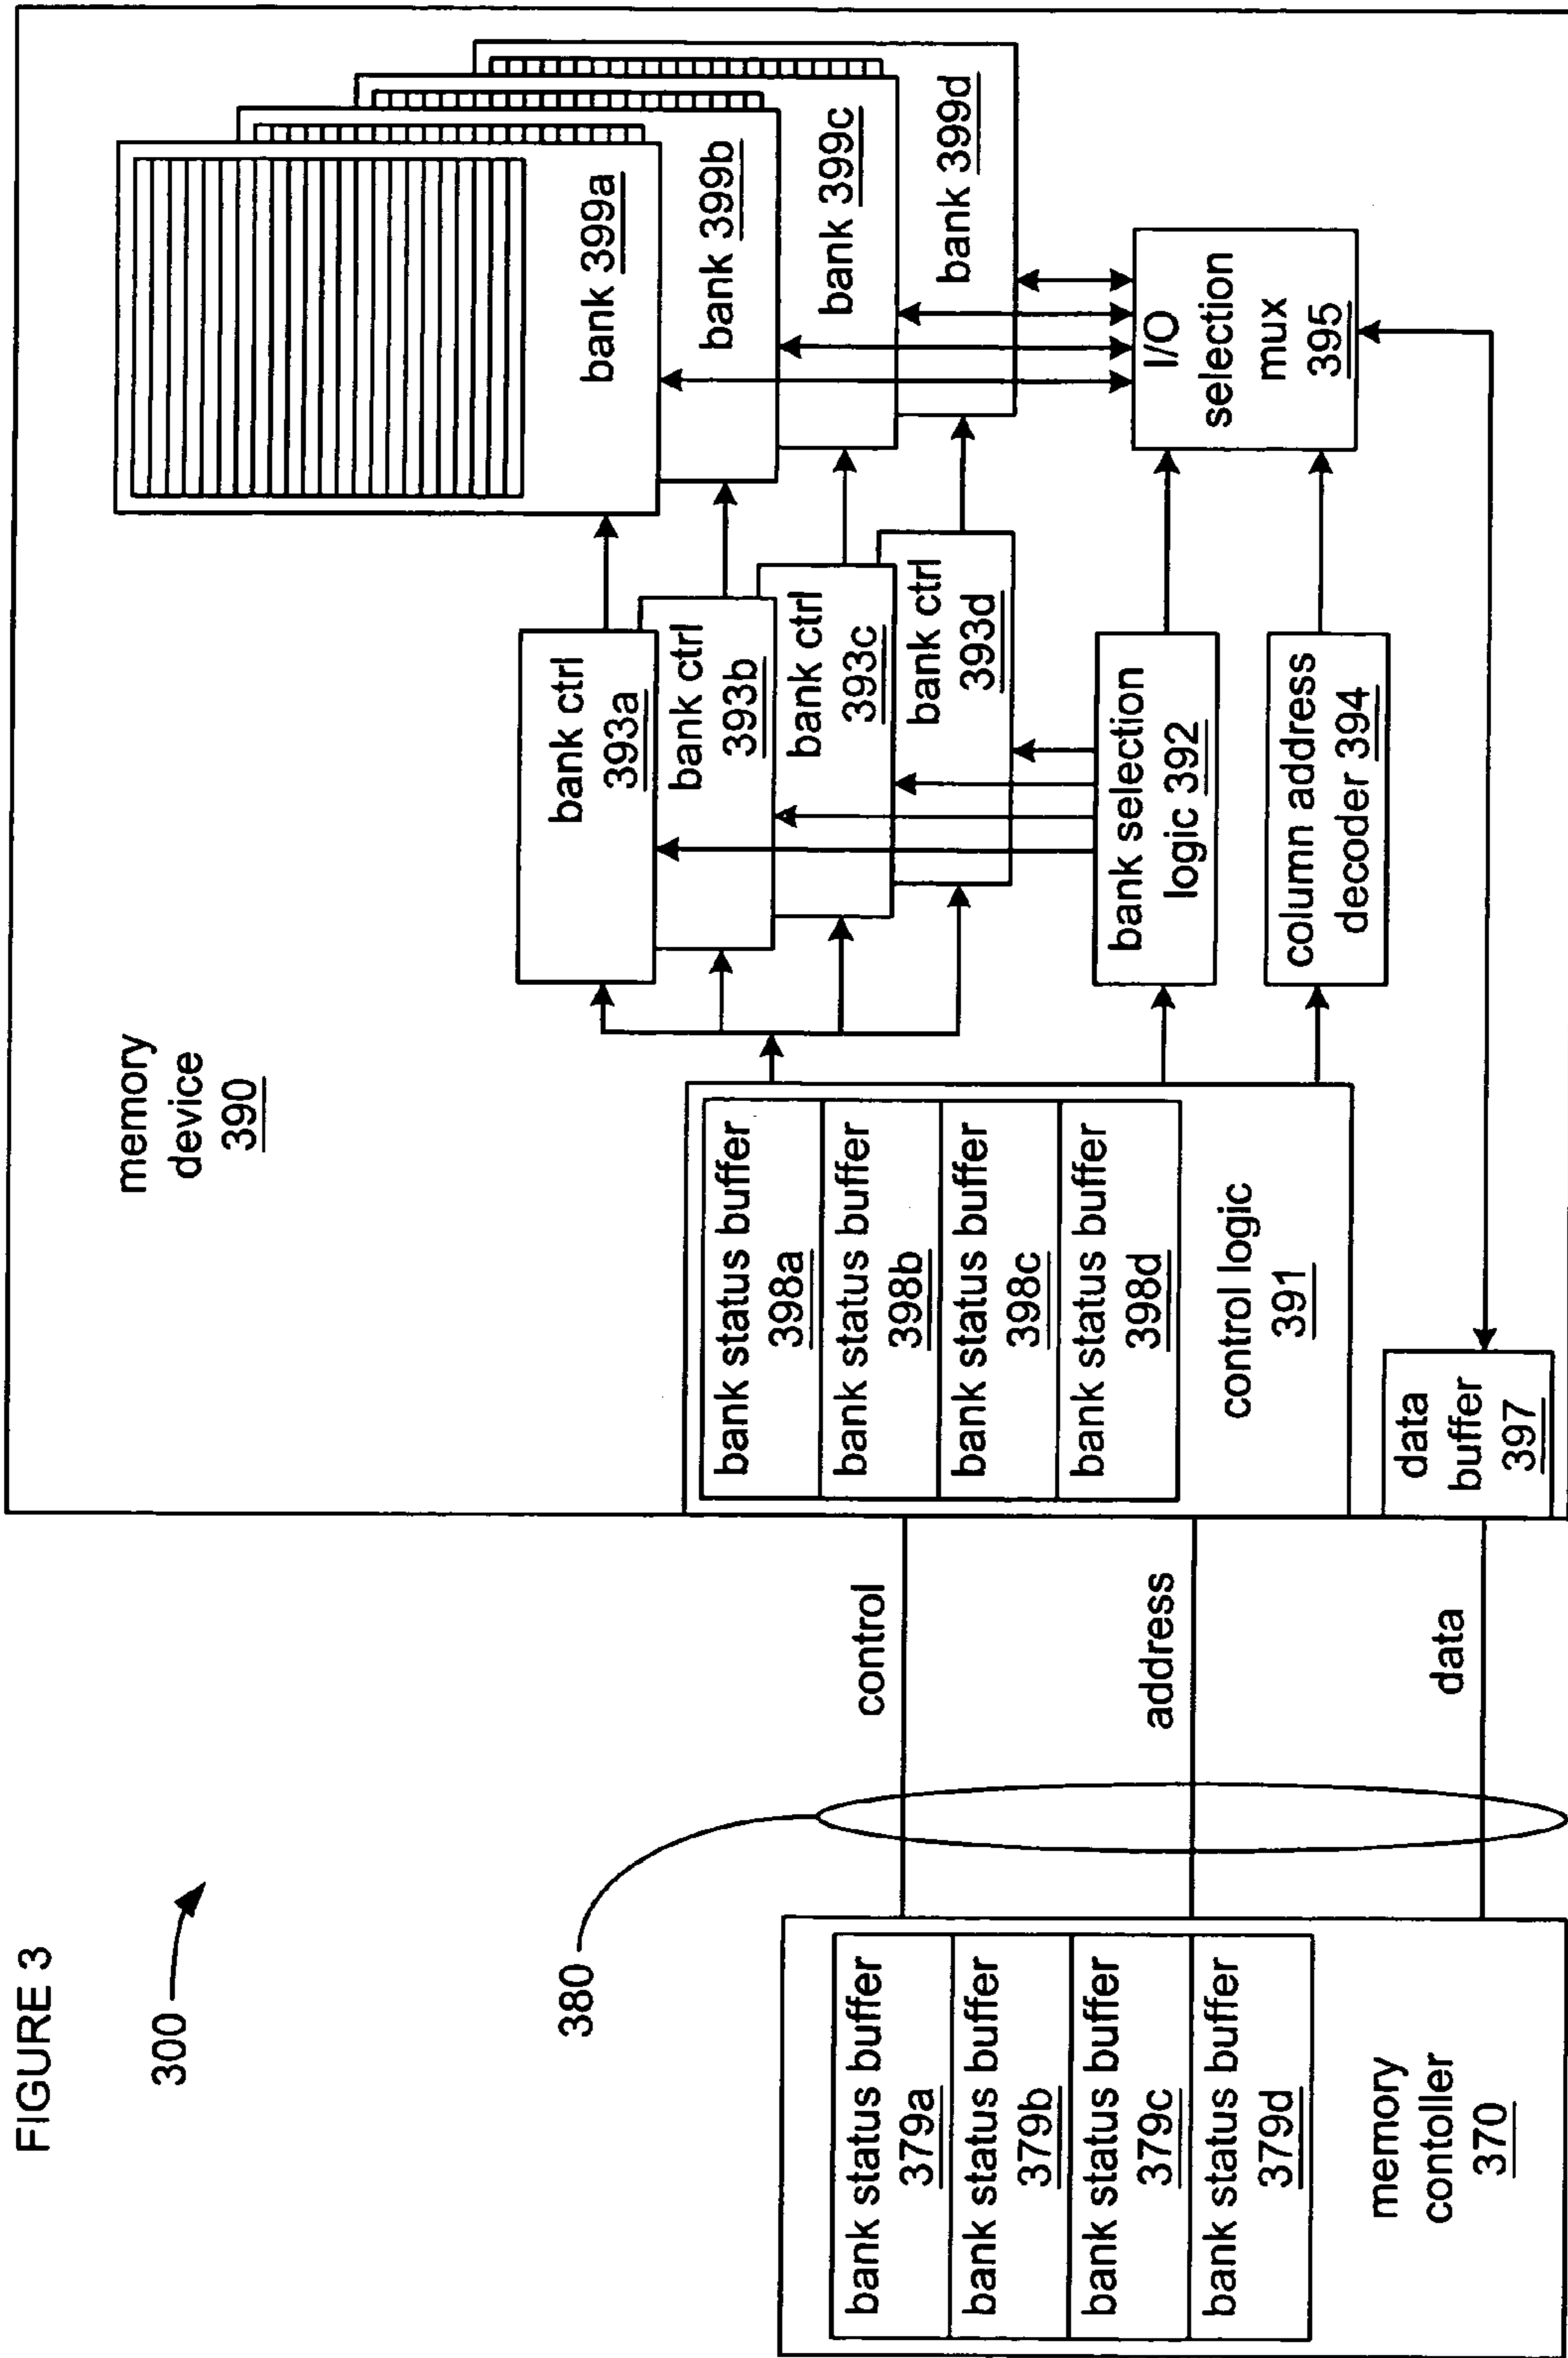 FIGURE 3
300
380
memory
device
390
bank status buffer
379a
bank status buffer
379b
bank status buffer
379c
bank status buffer
379d
memory
contoller
370
control
address
data
bank status buffer
398a
bank status buffer
398b
bank status buffer
398c
bank status buffer
398d
control logic
391
data
buffer
397
bank ctrl
393a
bank ctrl
393b
bank ctrl
393c
bank ctrl
393d
bank selection
logic 392
column address
decoder 394
bank 399a
bank 399b
bank 399c
bank 399d
I/O
selection
mux
395